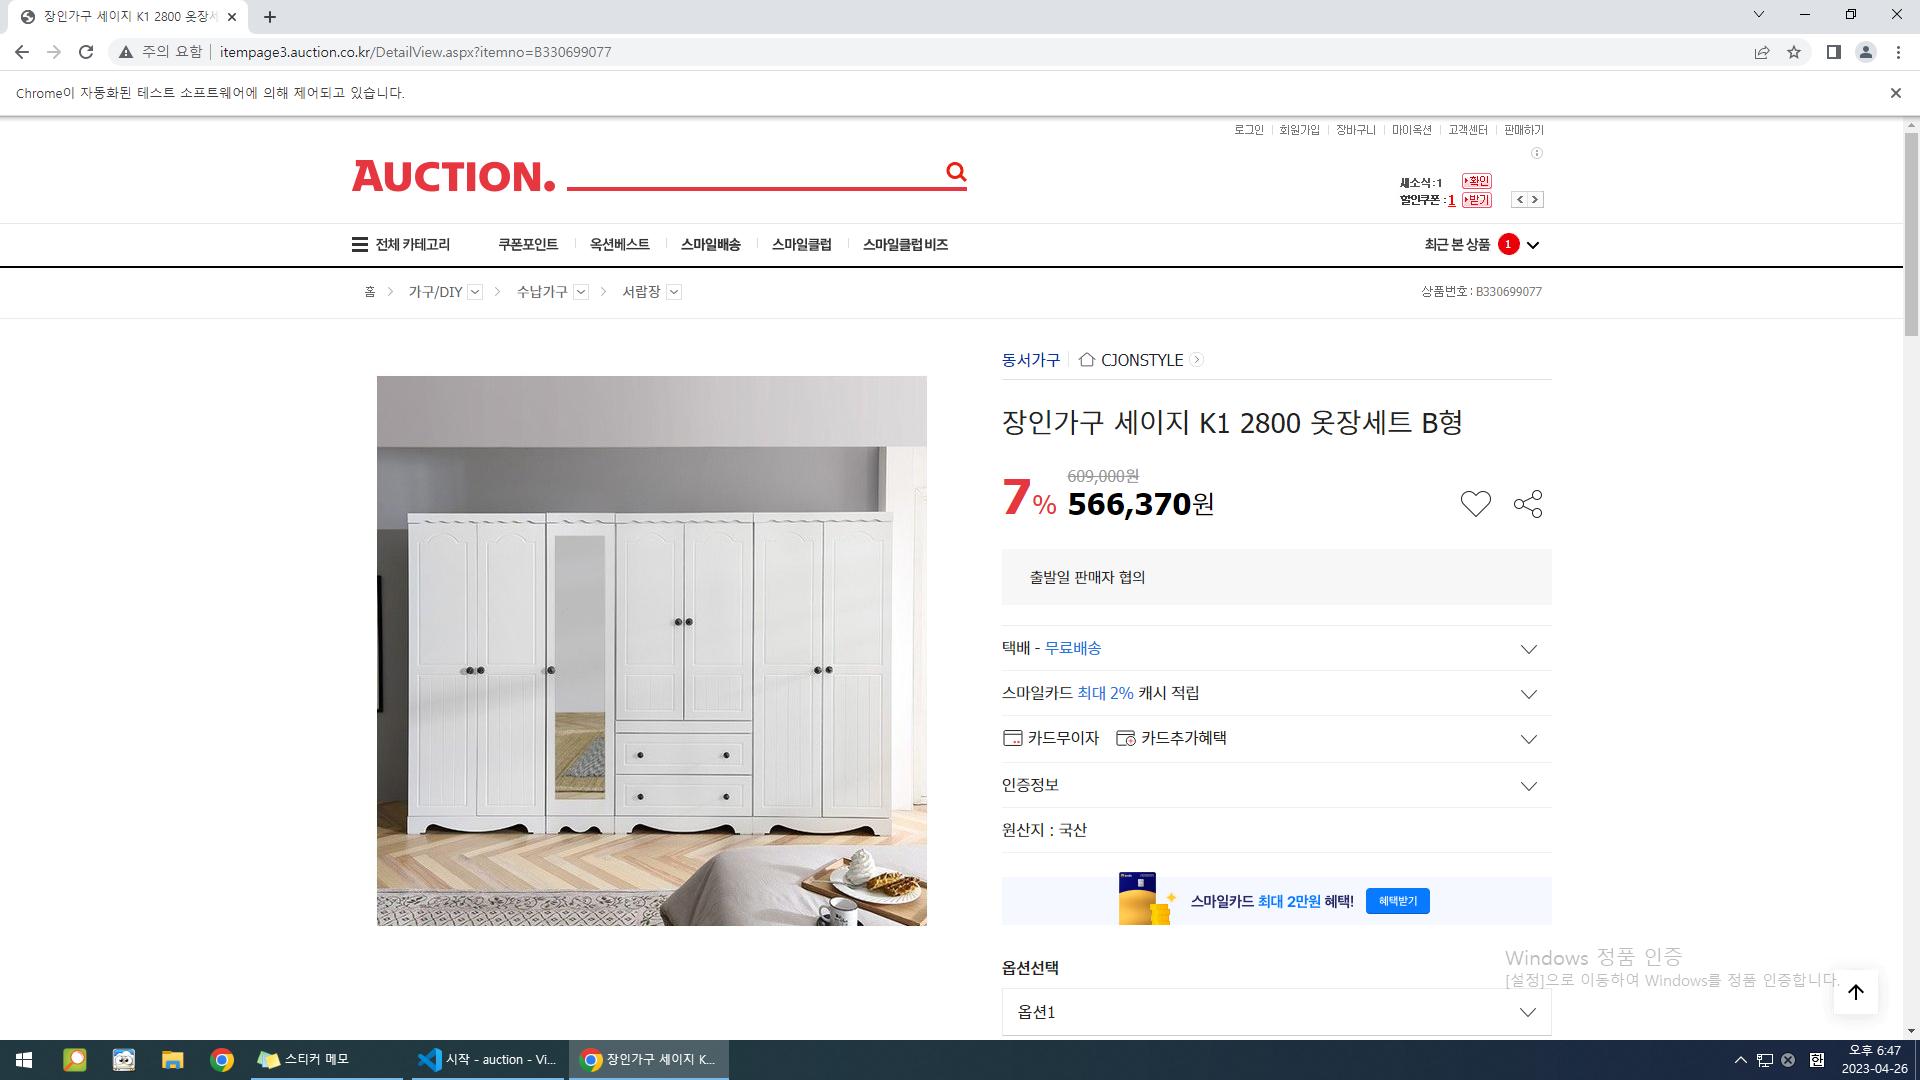 장인가구 세이지 K1 2800 옷장세
주의 요함
itempage3.auction.co.kr/DetailView.aspx?itemno=B330699077
Chrome이 자동화된 테스트 소프트웨어에 의해 제어되고 있습니다.
로그인 회원가입 장바구니 마이옥션 고객센터 판매하기
AUCTION.
새소식:1 확인
할인쿠폰:1 받기
전체 카테고리 쿠폰포인트 옥션베스트 스마일배송 스마일클럽 스마일클럽 비즈 최근 본 상품 1
홈 가구/DIY 수납가구 서랍장 상품번호 : B330699077
동서가구 CJONSTYLE
장인가구 세이지 K1 2800 옷장세트 B형
609,000원
7% 566,370원
출발일 판매자 협의
택배 - 무료배송
스마일카드 최대 2% 캐시 적립
카드무이자 카드추가혜택
인증정보
원산지 : 국산
스마일카드 최대 2만원 혜택! 혜택받기
옵션선택
옵션1
Windows 정품 인증
[설정]으로 이동하여 Windows를 정품 인증합니다.
스티커 메모
시작 - auction - Vi...
장인가구 세이지 K...
한
오후 6:47
2023-04-26